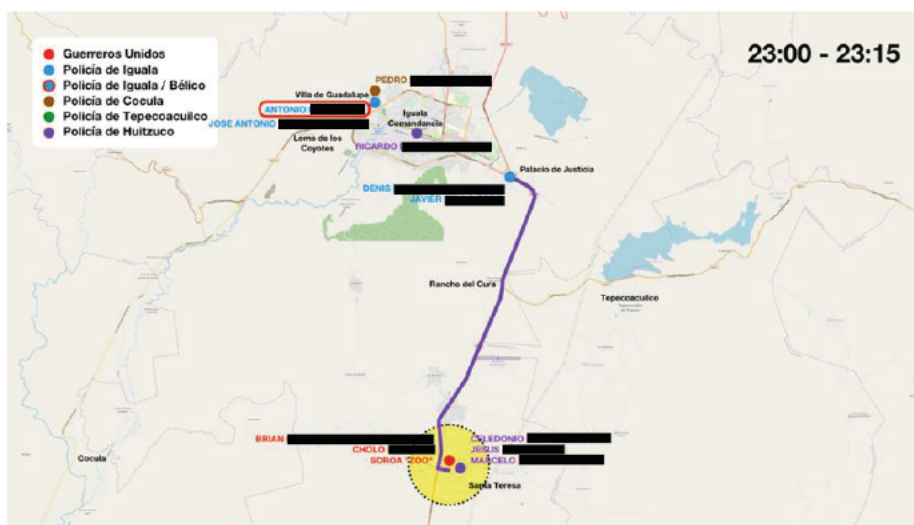 23:00 - 23:15
Guerreros Unidos
Policía de Iguala
Policía de Iguala / Bélico
Policía de Cocula
Policía de Tepecoacuilco
Policía de Huitzuco
PEDRO
Villa de Guadalupe
ANTONIO
JOSE ANTONIO
Iguala
Comandancia
Loma de los
Coyotes
RICARDO
Palacio de Justicia
DENIS
JAVIER
Rancho del Cura
Tepecoacuilco
BRIAN
CHOLO
SOROA "ZOO"
CELEDONIO
JESUS
MARCELO
Cocula
Santa Teresa